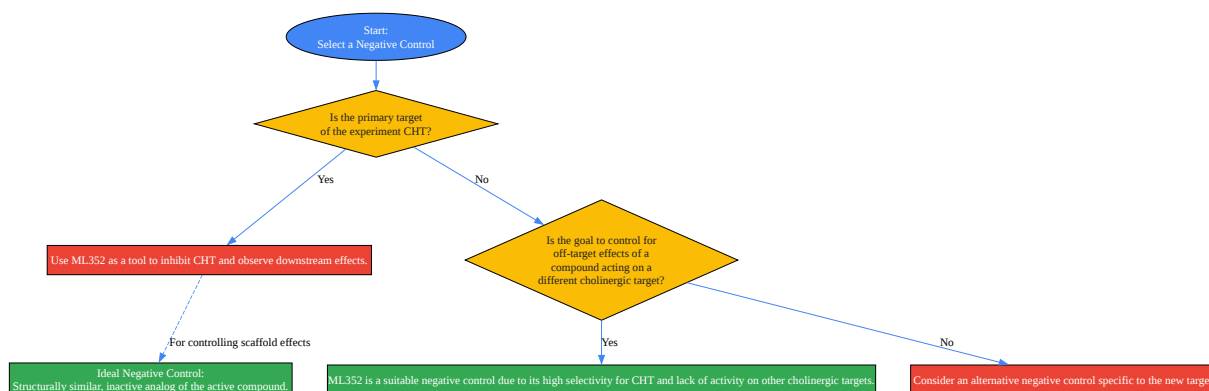 Start:
Select a Negative Control
Is the primary target
of the experiment CHT?
Yes
No
Use ML352 as a tool to inhibit CHT and observe downstream effects.
Is the goal to control for
off-target effects of a
compound acting on a
different cholinergic target?
For controlling scaffold effects
Yes
No
Ideal Negative Control:
Structurally similar, inactive analog of the active compound.
ML352 is a suitable negative control due to its high selectivity for CHT and lack of activity on other cholinergic targets.
Consider an alternative negative control specific to the new